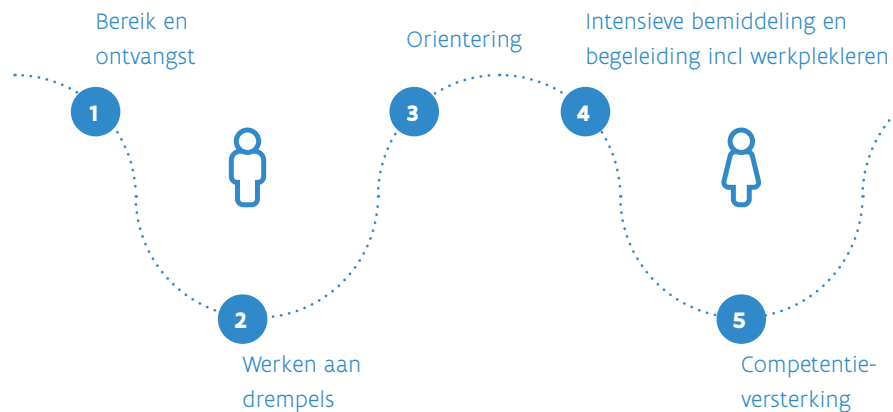 Bereik en
ontvangst
1
Werken aan
drempels
2
Orientering
3
Intensieve bemiddeling en
begeleiding incl werkplekleren
4
Competentie-
versterking
5